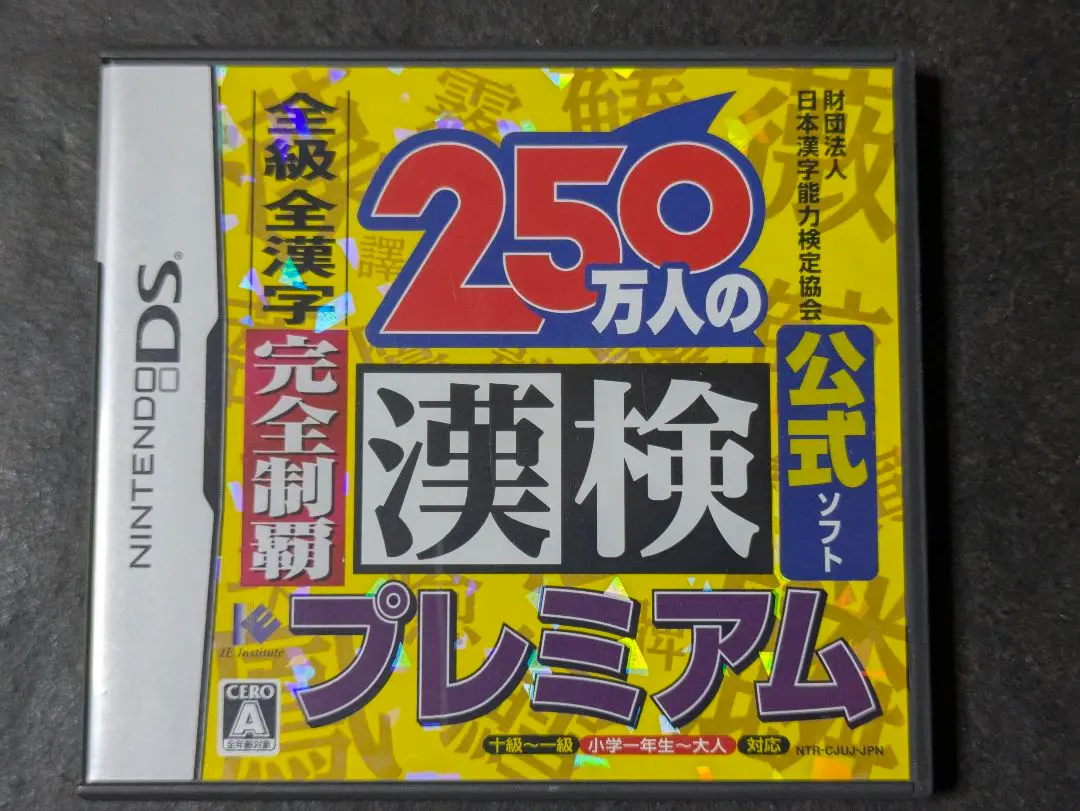 NINTENDODS®
全級全漢字
完全制覇
250
万人の
漢検
プレミアム
財団法人
日本漢字能力検定協会
公式ソフト
IE
IE Institute
CERO
A
全年齢対象
十級～一級 小学一年生～大人 対応
NTR-CJUJ-JPN